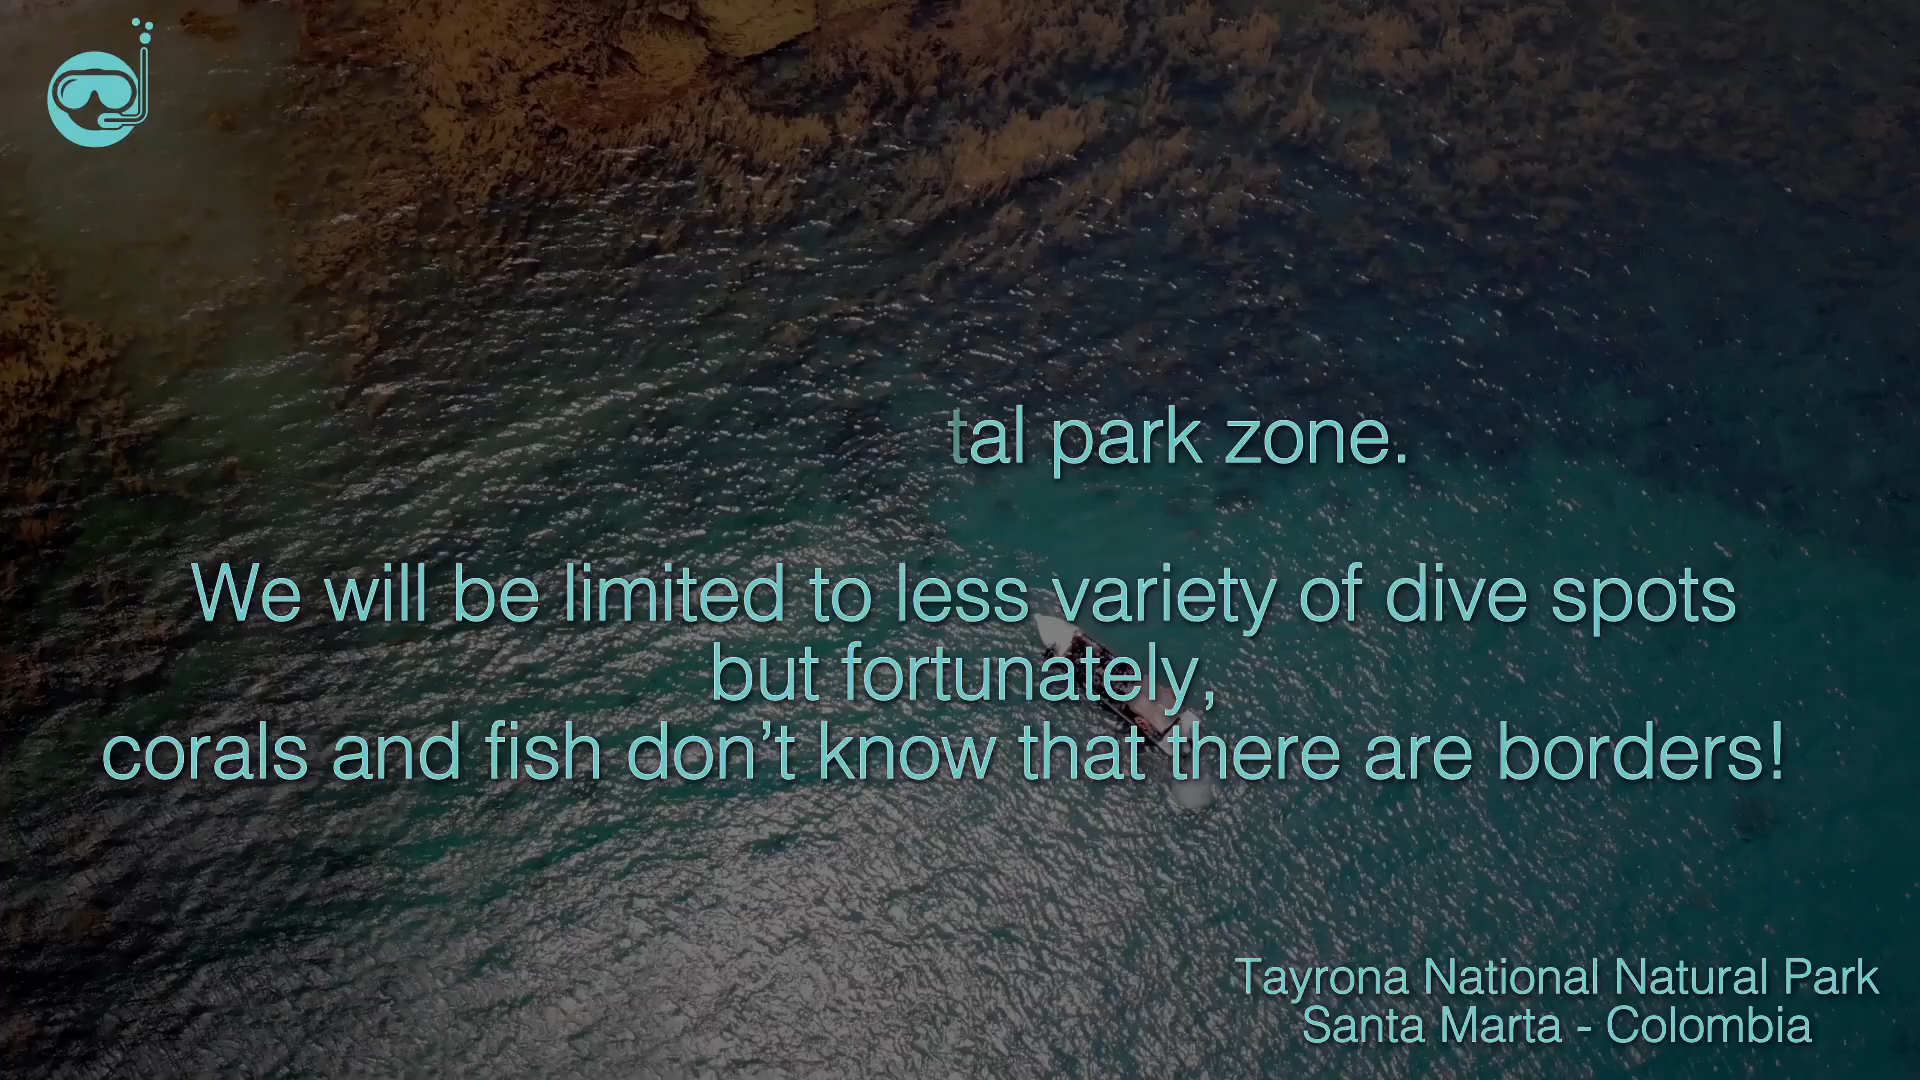 tal park zone.
We will be limited to less variety of dive spots
but fortunately,
corals and fish don’t know that there are borders!
Tayrona National Natural Park
Santa Marta - Colombia